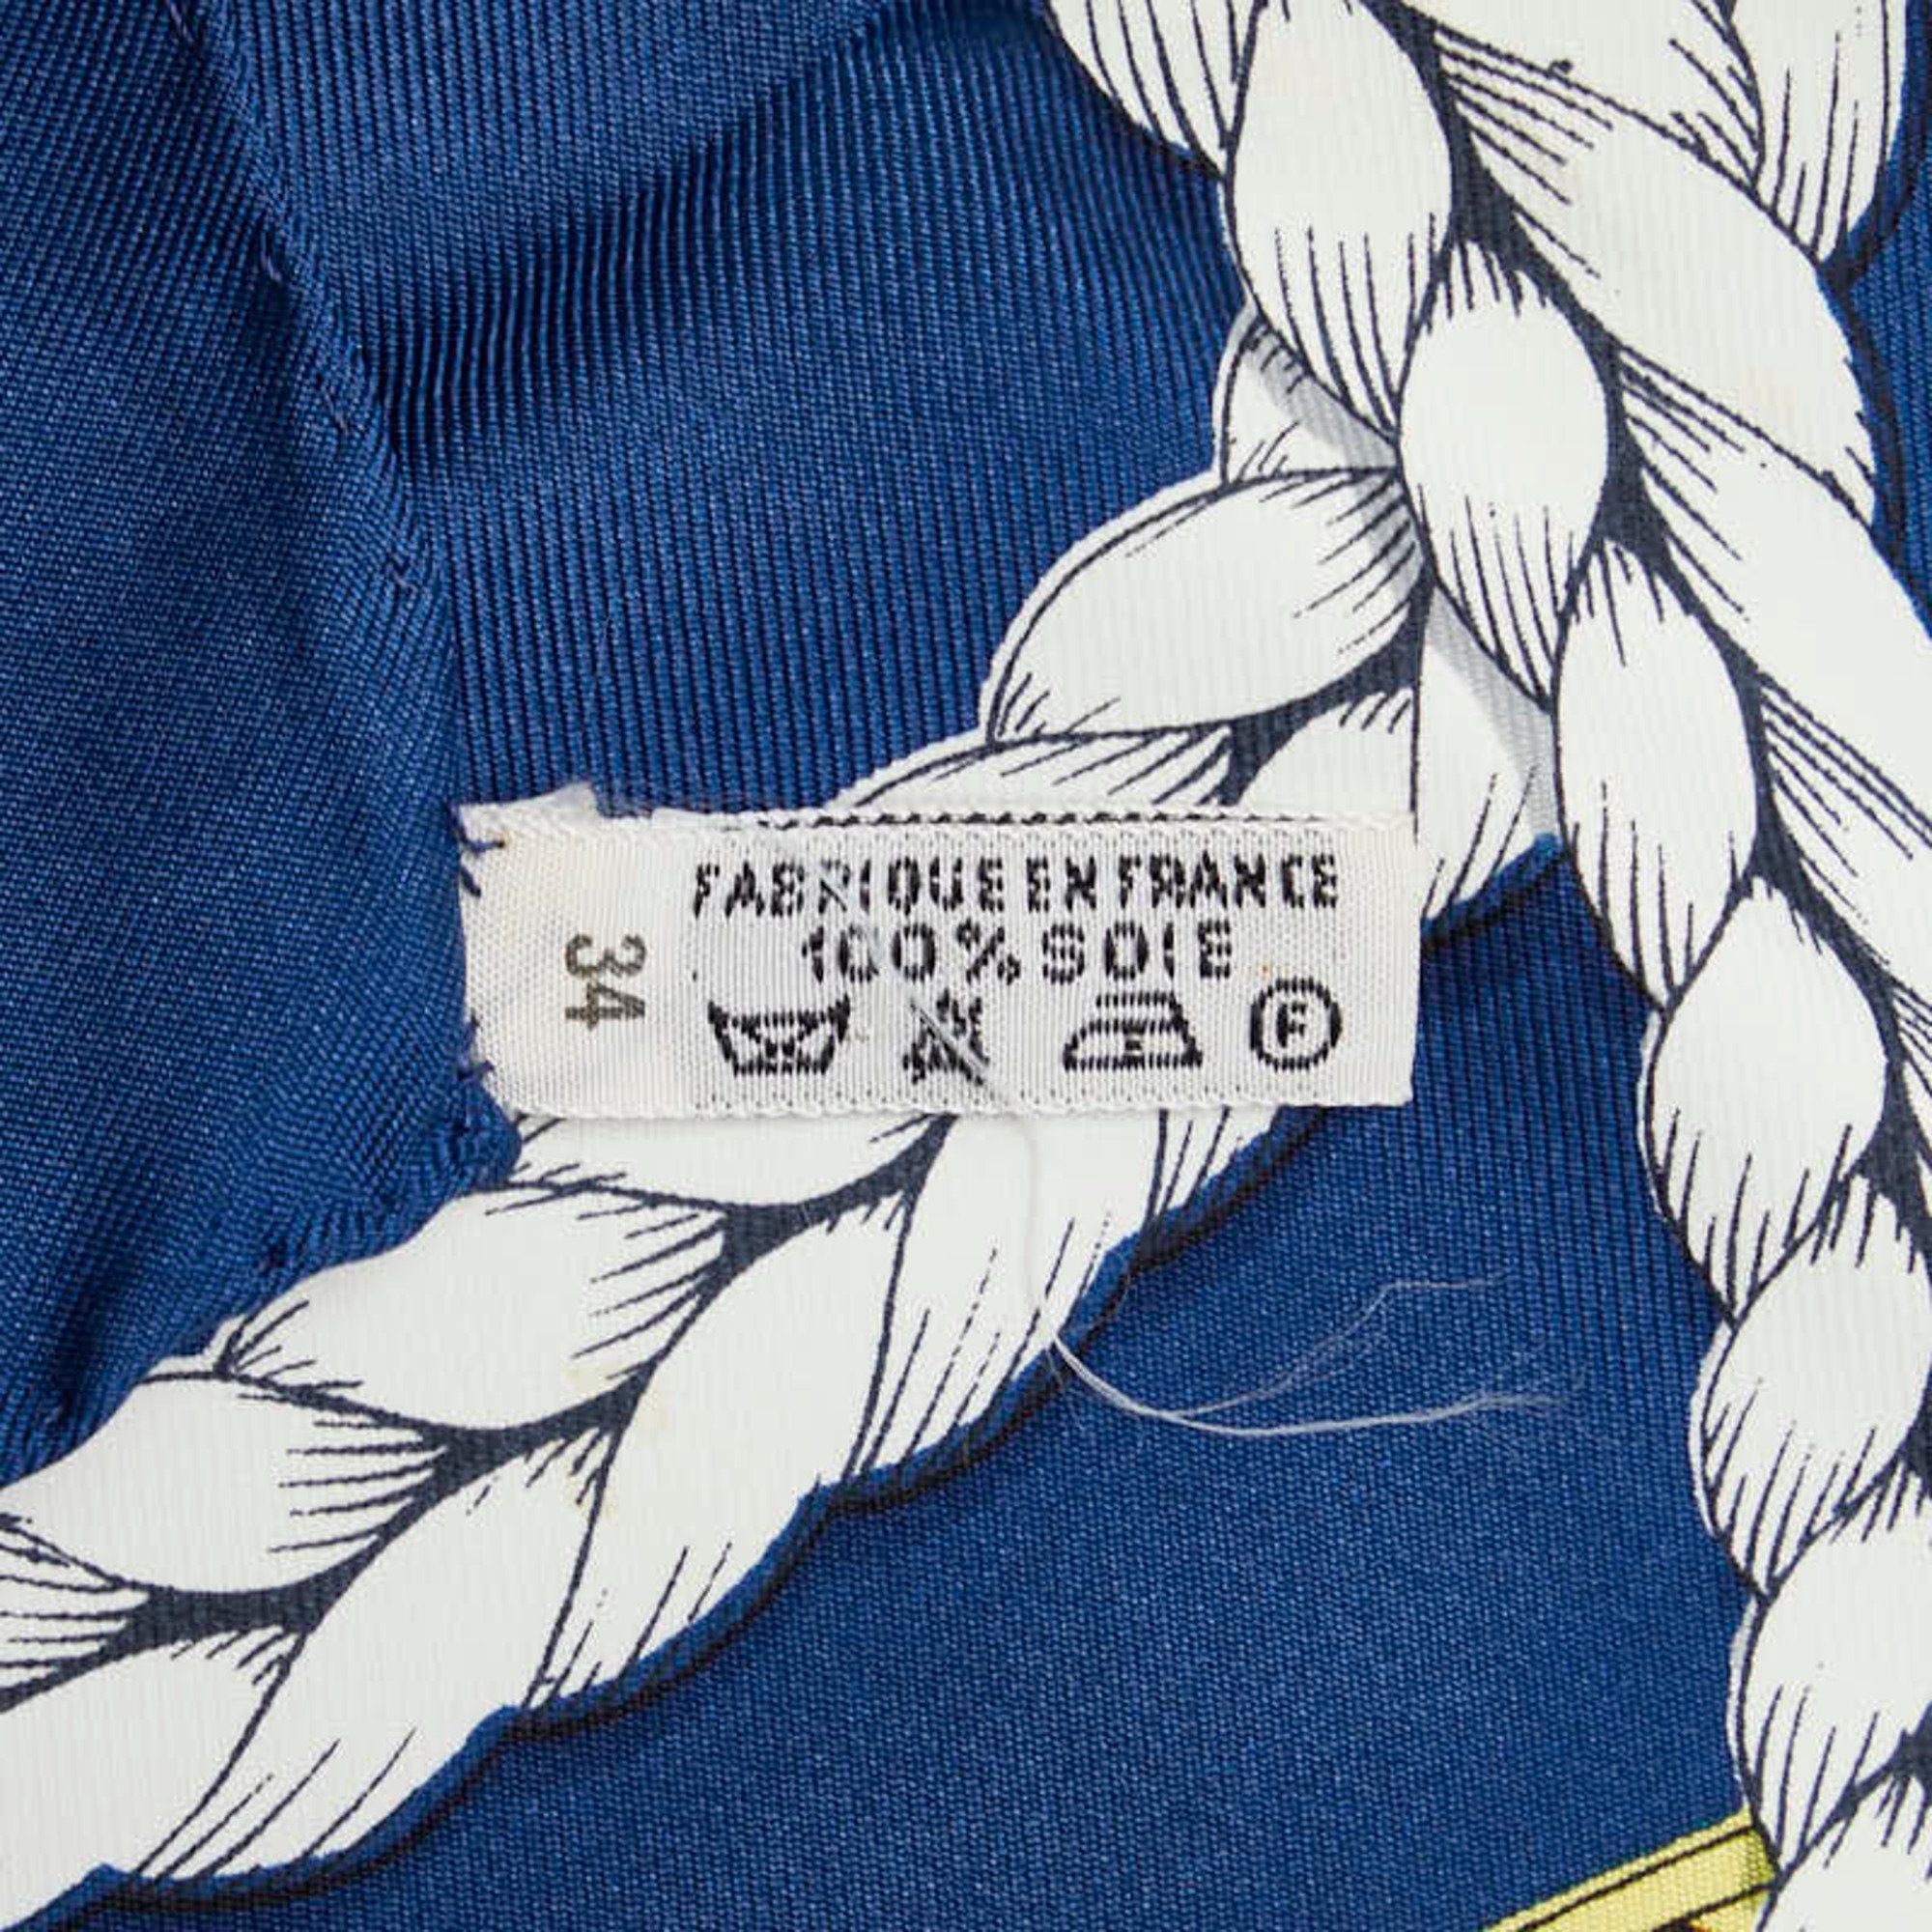 FABRIQUE EN FRANCE
100% SOIE
F
34